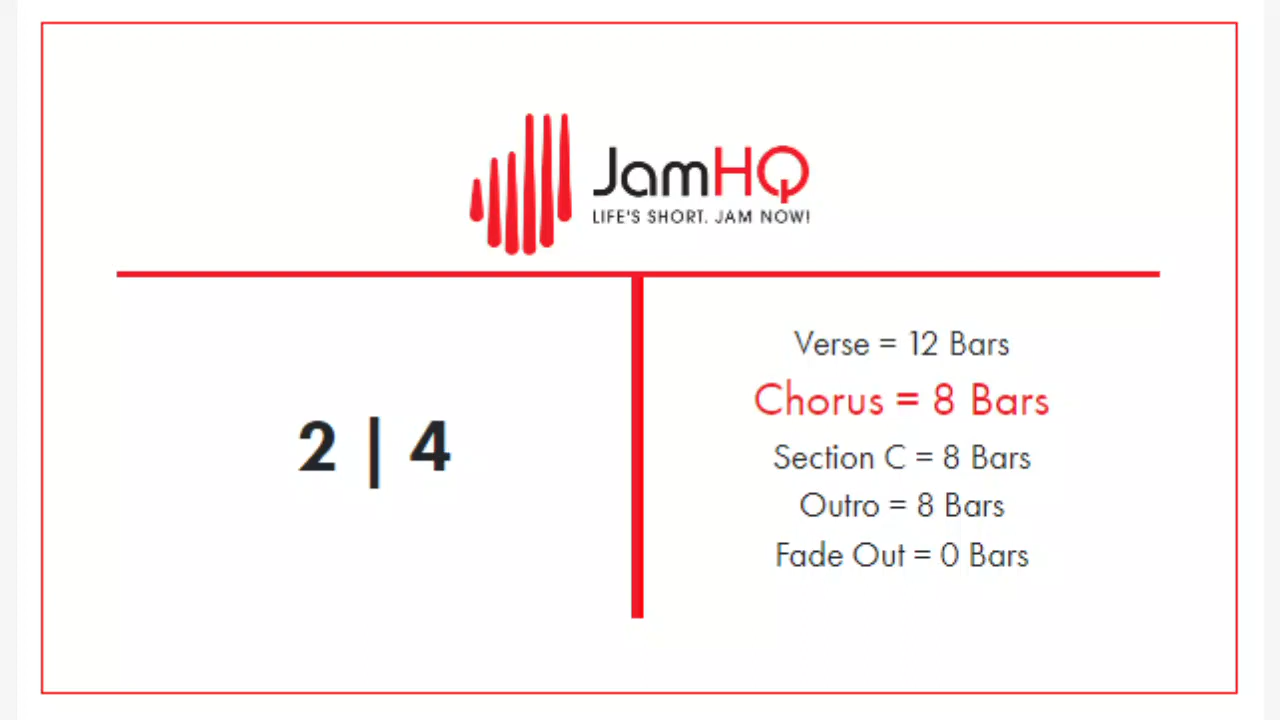 JamHQ
LIFE'S SHORT. JAM NOW!
2 | 4
Verse = 12 Bars
Chorus = 8 Bars
Section C = 8 Bars
Outro = 8 Bars
Fade Out = 0 Bars